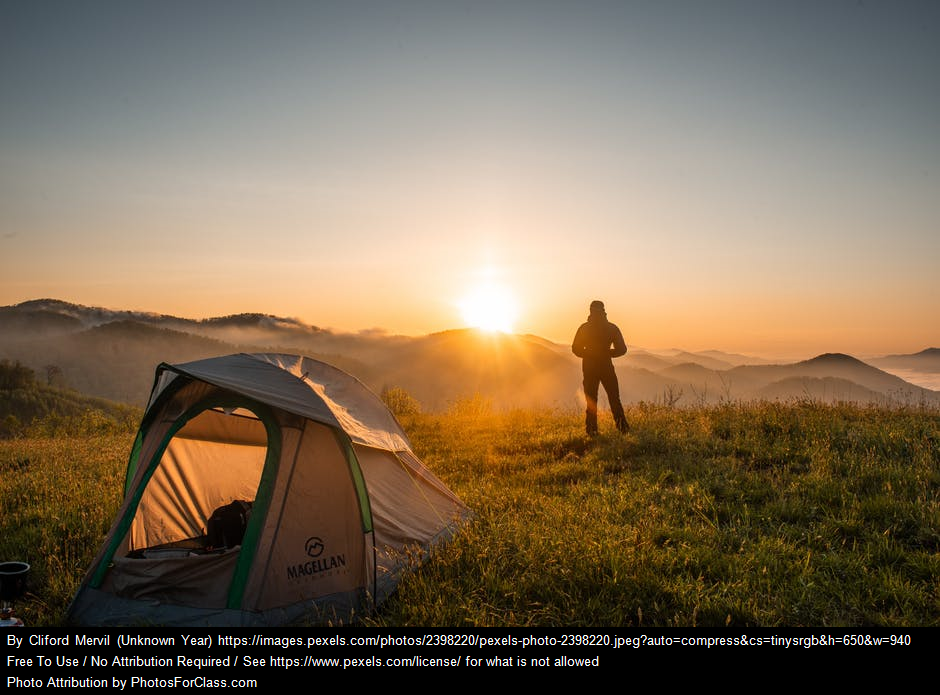 MAGELLAN
OUTDOORS
By Cliford Mervil (Unknown Year) https://images.pexels.com/photos/2398220/pexels-photo-2398220.jpeg?auto=compress&cs=tinysrgb&h=650&w=940
Free To Use / No Attribution Required / See https://www.pexels.com/license/ for what is not allowed
Photo Attribution by PhotosForClass.com